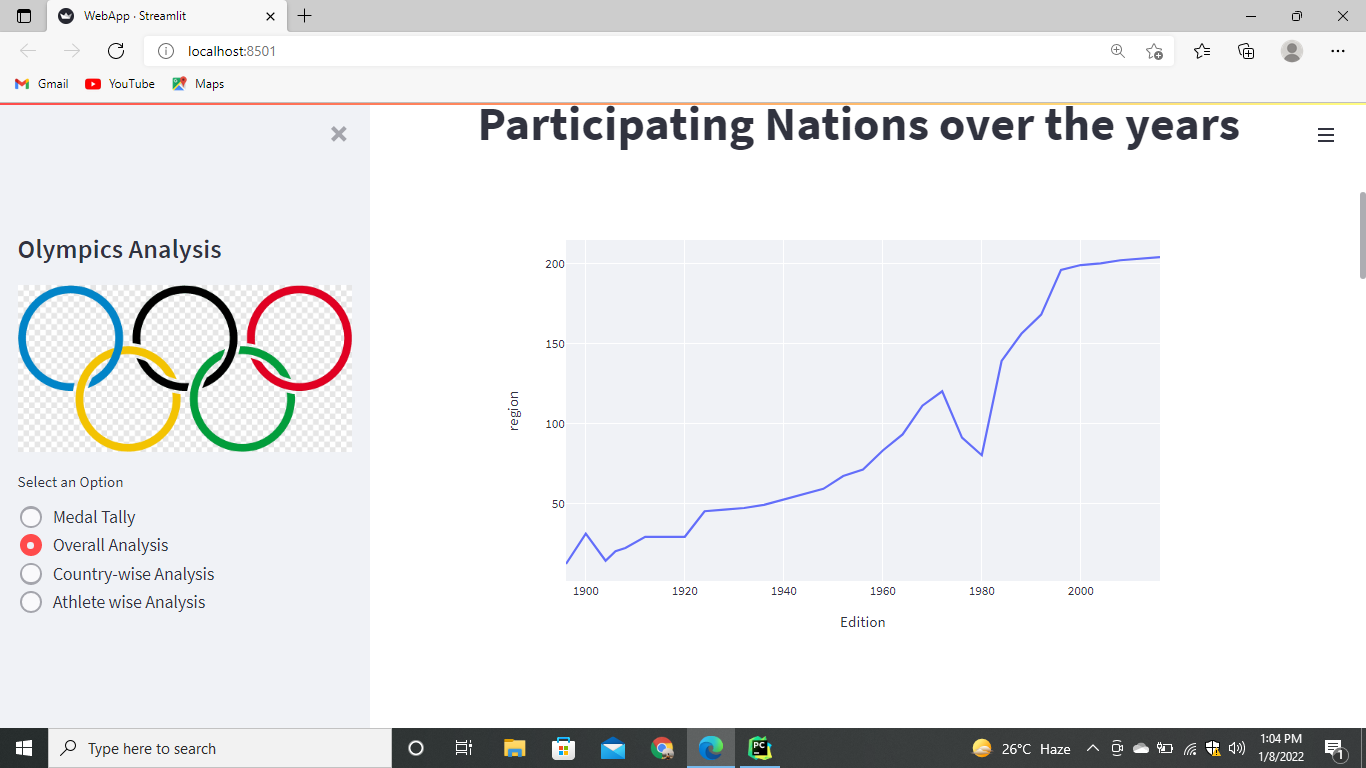 WebApp · Streamlit
localhost:8501
Gmail YouTube Maps
Participating Nations over the years
Olympics Analysis
Select an Option
Medal Tally
Overall Analysis
Country-wise Analysis
Athlete wise Analysis
200
150
100
50
region
1900 1920 1940 1960 1980 2000
Edition
Type here to search
PC
26°C Haze
1:04 PM
1/8/2022
1